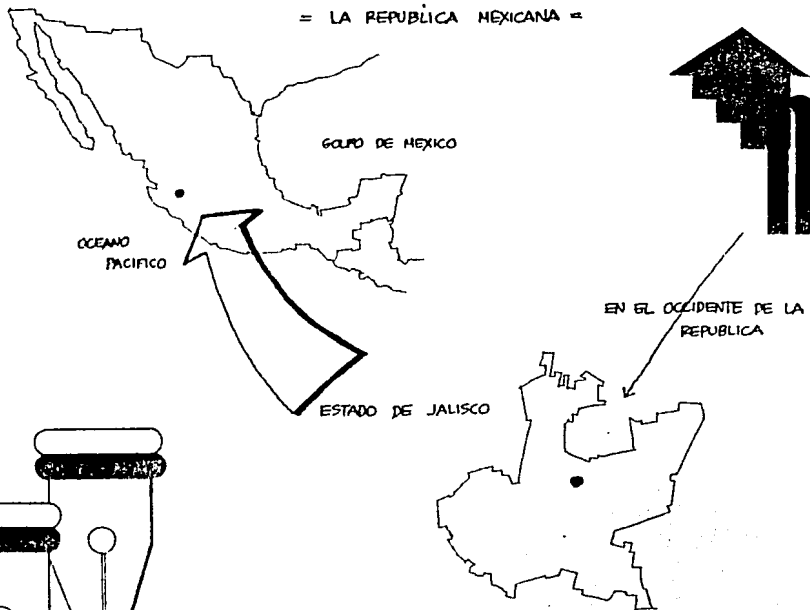 = LA REPUBLICA MEXICANA =
GOLFO DE MEXICO
OCEANO
PACIFICO
EN EL OCCIDENTE DE LA
REPUBLICA
ESTADO DE JALISCO